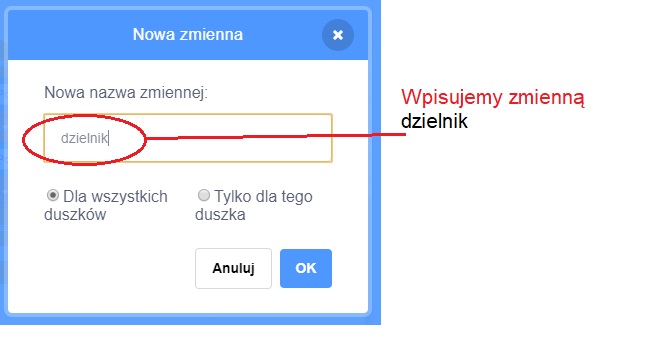 Nowa zmienna
Nowa nazwa zmiennej:
dzielnik
Wpisujemy zmienną
dzielnik
Dla wszystkich
duszków
Tylko dla tego
duszka
Anuluj
OK